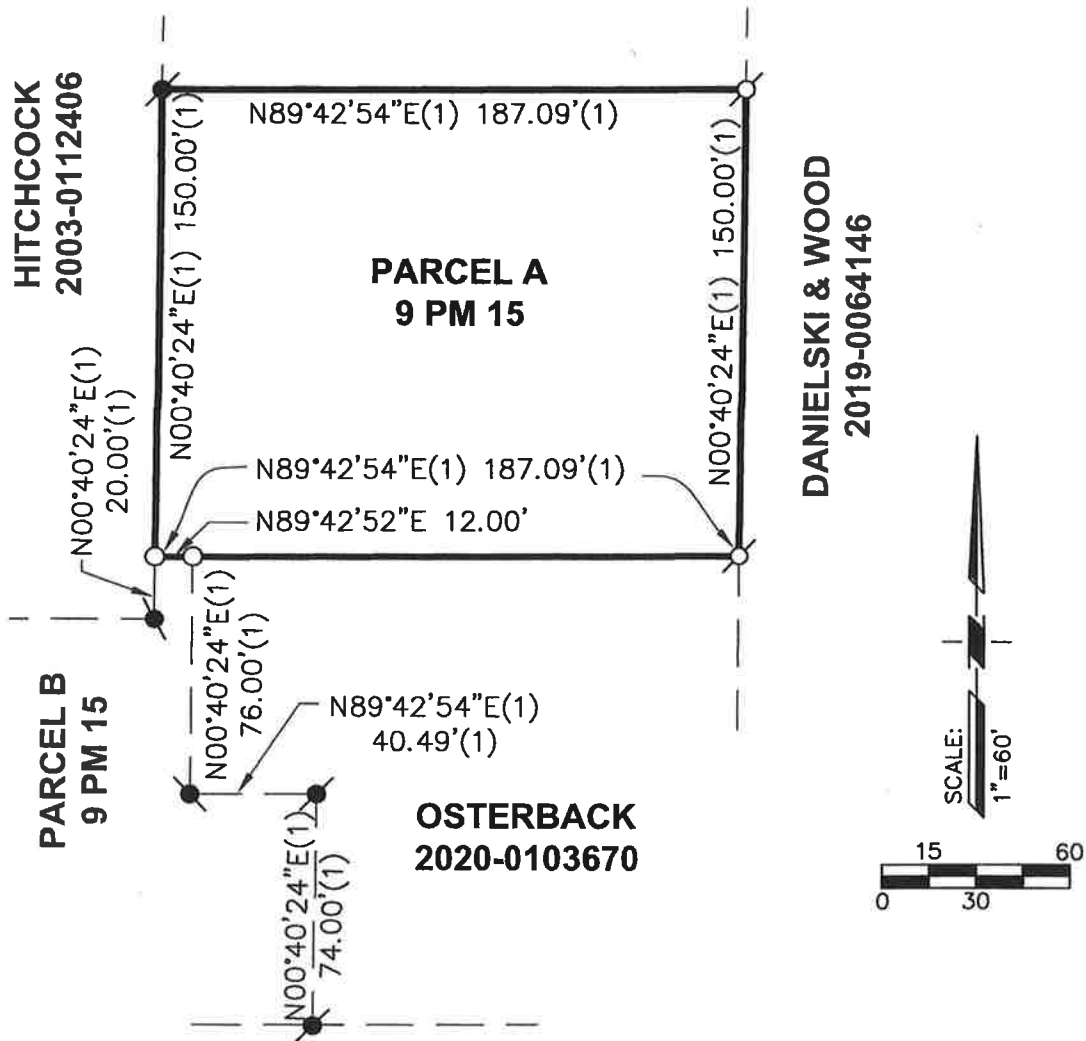 HITCHCOCK
2003-0112406
N89°42'54"E(1) 187.09'(1)
N00°40'24"E(1) 150.00'(1)
PARCEL A
9 PM 15
N00°40'24"E(1) 150.00'(1)
DANIELSKI & WOOD
2019-0064146
N00°40'24"E(1)
20.00'(1)
N89°42'54"E(1) 187.09'(1)
N89°42'52"E 12.00'
N00°40'24"E(1)
76.00'(1)
PARCEL B
9 PM 15
N89°42'54"E(1)
40.49'(1)
OSTERBACK
2020-0103670
N00°40'24"E(1)
74.00'(1)
SCALE:
1"=60'
15 60
0 30